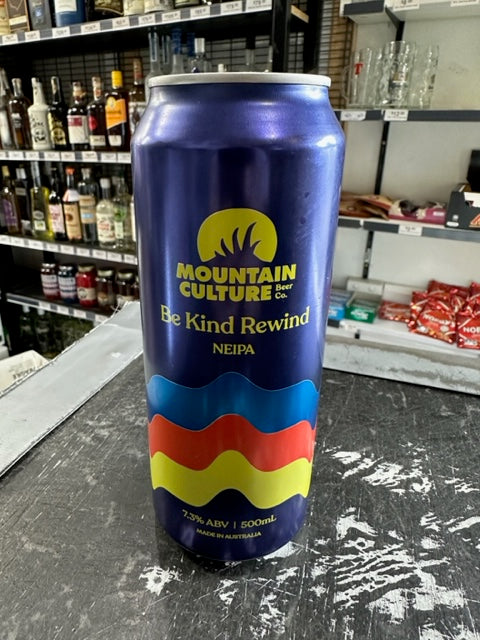 MOUNTAIN
CULTURE Beer Co.
Be Kind Rewind
NEIPA
7.3% ABV | 500mL
MADE IN AUSTRALIA